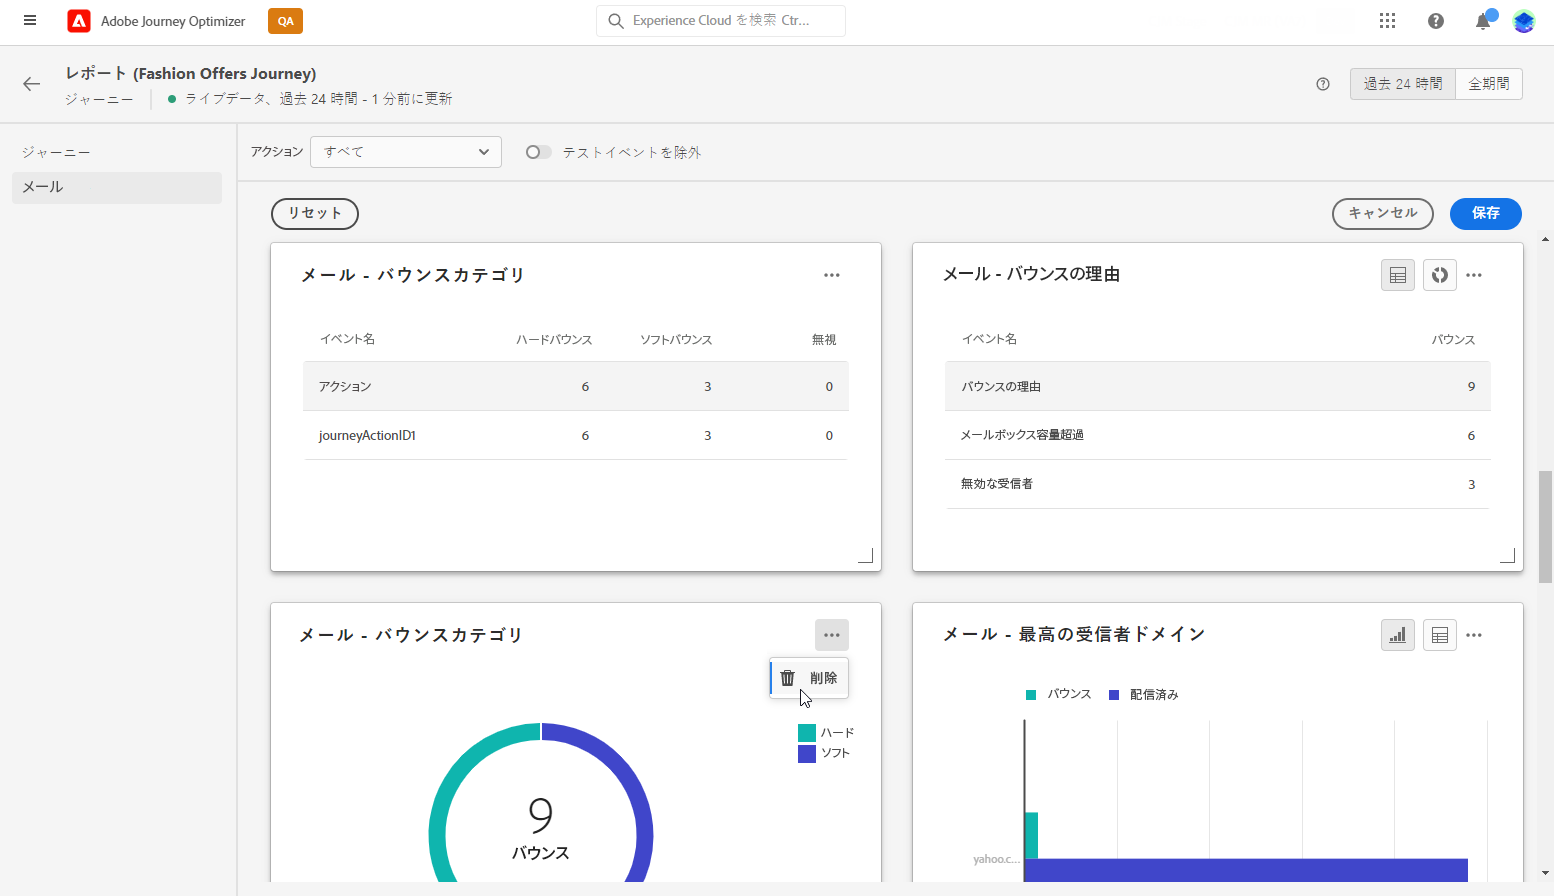 Adobe Journey Optimizer
QA
Experience Cloud を検索 Ctr...
レポート (Fashion Offers Journey)
ジャーニー
ライブデータ、過去 24 時間 - 1 分前に更新
過去 24 時間
全期間
ジャーニー
メール
アクション
すべて
テストイベントを除外
リセット
キャンセル
保存
メール - バウンスカテゴリ
イベント名 ハードバウンス ソフトバウンス 無視
アクション 6 3 0
journeyActionID1 6 3 0
メール - バウンスの理由
イベント名 バウンス
バウンスの理由 9
メールボックス容量超過 6
無効な受信者 3
メール - バウンスカテゴリ
削除
ハード
ソフト
9
バウンス
メール - 最高の受信者ドメイン
バウンス 配信済み
yahoo.c...